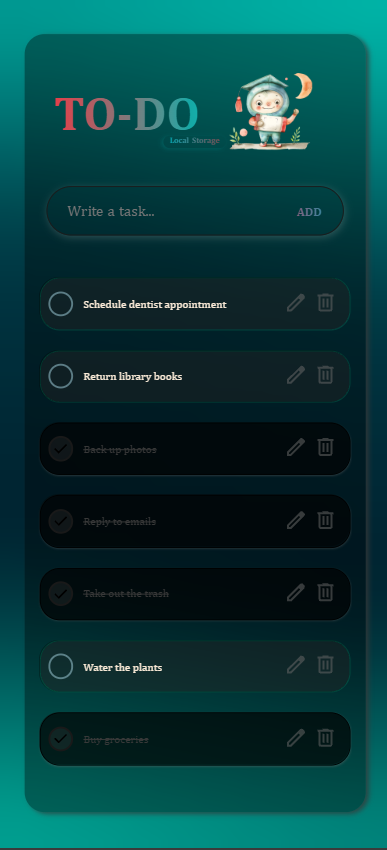 TO-DO
Local Storage
Write a task...
ADD
Schedule dentist appointment
Return library books
Back up photos
Reply to emails
Take out the trash
Water the plants
Buy groceries